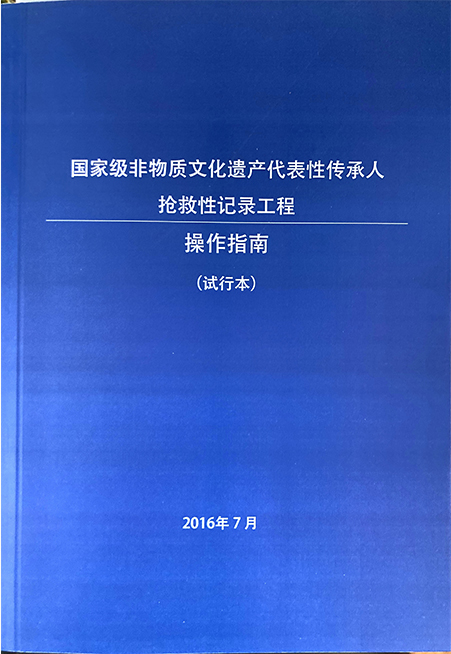 国家级非物质文化遗产代表性传承人
抢救性记录工程
操作指南
（试行本）
2016年7月